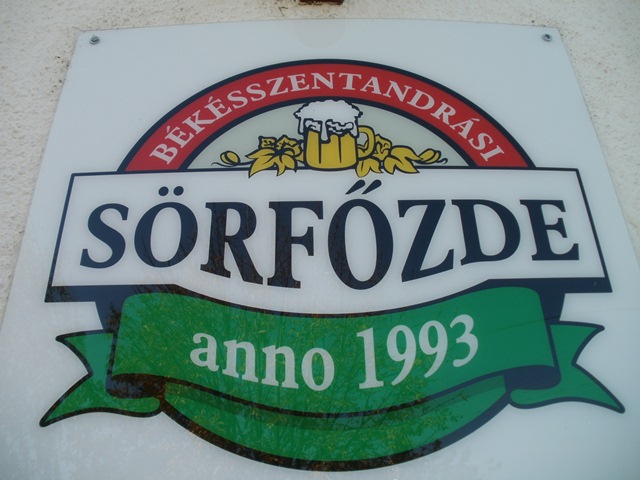 BÉKÉSSZENTANDRÁSI
SÖRFŐZDE
anno 1993